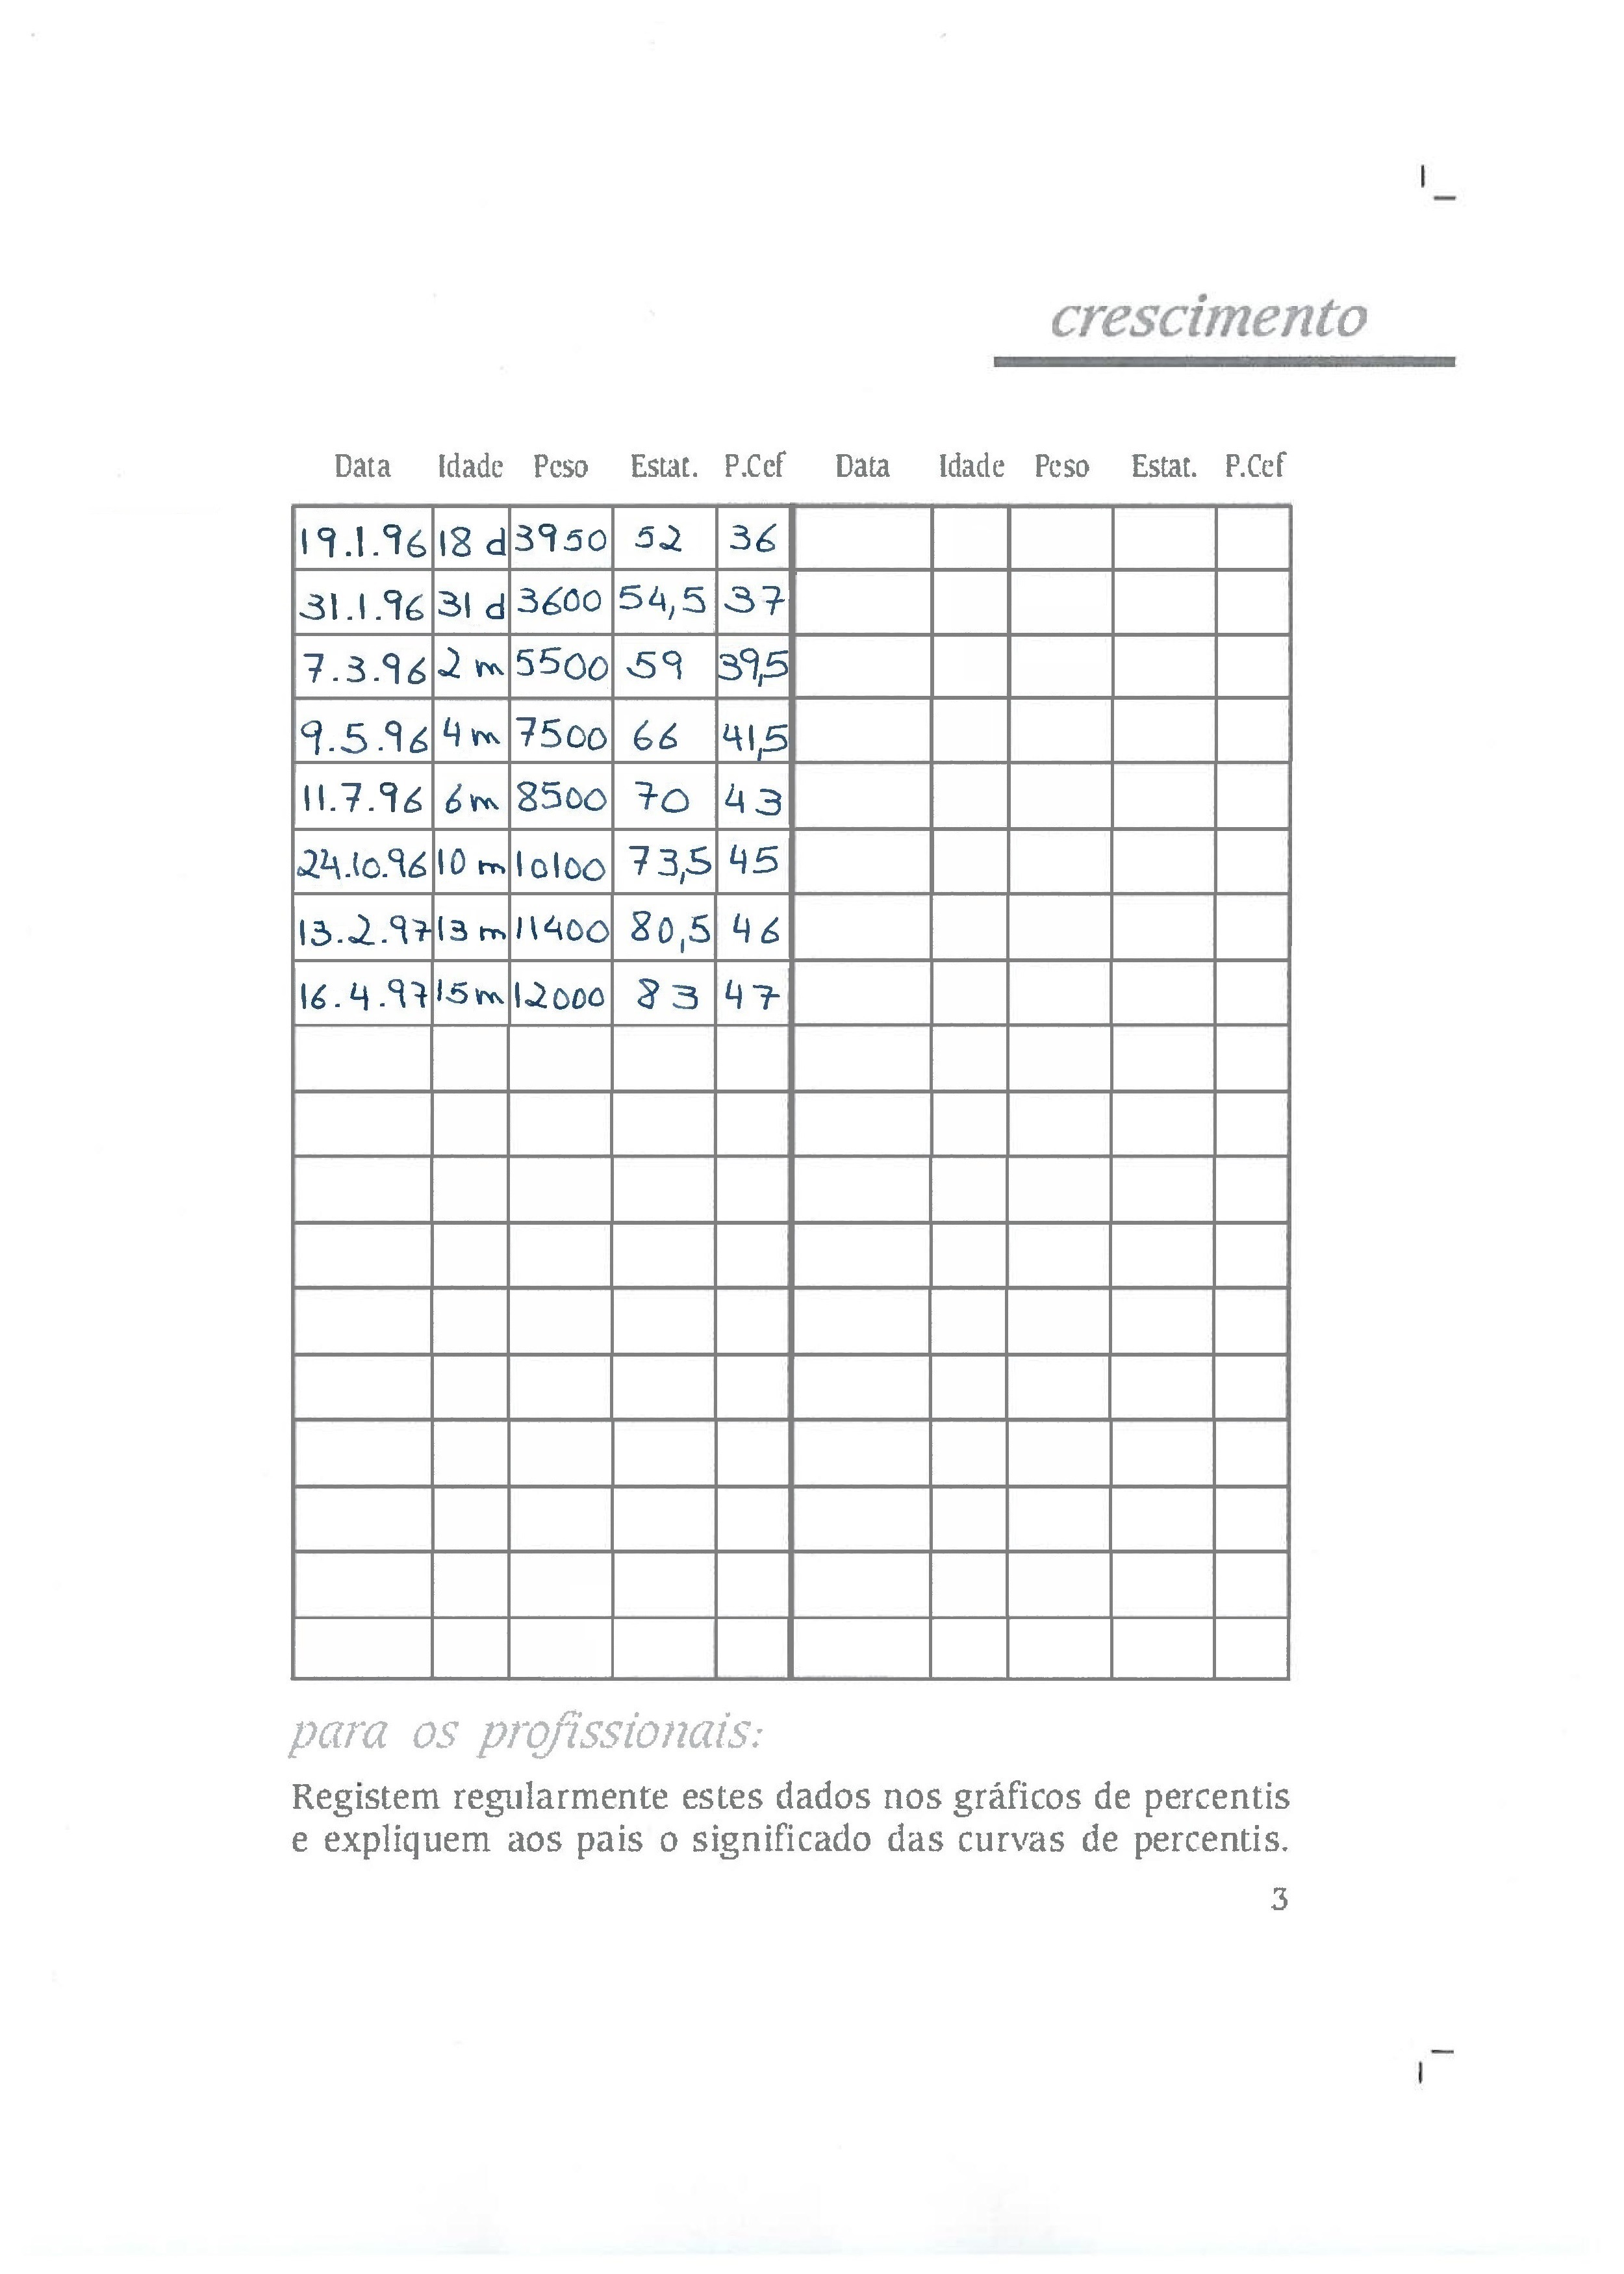 crescimento
Data Idade Peso Estat. P.Cef Data Idade Peso Estat. P.Cef
19.1.96 18 d 3950 52 36
31.1.96 31 d 3600 54,5 37
7.3.96 2 m 5500 59 39,5
9.5.96 4 m 7500 66 41,5
11.7.96 6 m 8500 70 43
24.10.96 10 m 10100 73,5 45
13.2.97 13 m 11400 80,5 46
16.4.97 15 m 12000 83 47
para os profissionais:
Registem regularmente estes dados nos gráficos de percentis
e expliquem aos pais o significado das curvas de percentis.
3